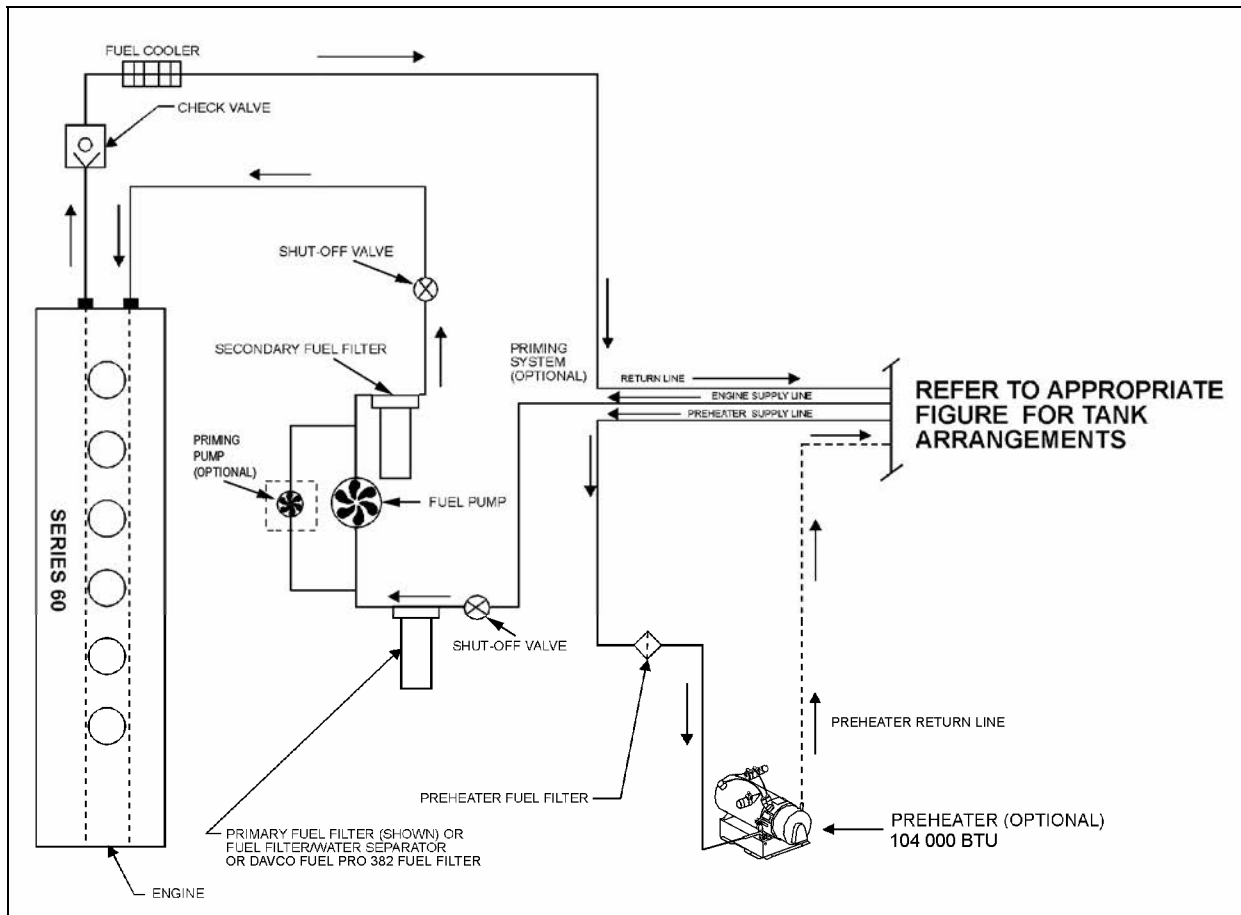 FUEL COOLER
CHECK VALVE
SHUT-OFF VALVE
SECONDARY FUEL FILTER
PRIMING
SYSTEM
(OPTIONAL)
RETURN LINE
ENGINE SUPPLY LINE
PREHEATER SUPPLY LINE
REFER TO APPROPRIATE
FIGURE FOR TANK
ARRANGEMENTS
PRIMING
PUMP
(OPTIONAL)
FUEL PUMP
SERIES 60
SHUT-OFF VALVE
PREHEATER RETURN LINE
PREHEATER FUEL FILTER
PREHEATER (OPTIONAL)
104 000 BTU
PRIMARY FUEL FILTER (SHOWN) OR
FUEL FILTER/WATER SEPARATOR
OR DAVCO FUEL PRO 382 FUEL FILTER
ENGINE